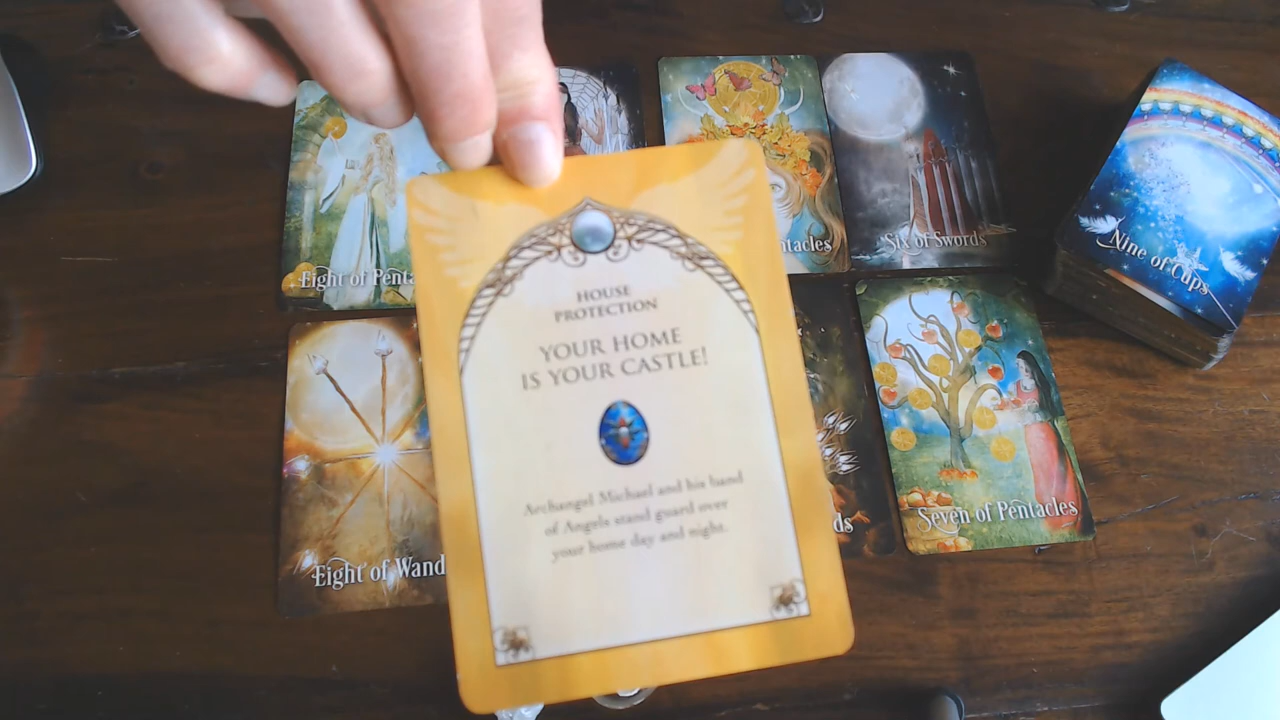 Eight of Penta
ntacles
Six of Swords
Nine of Cups
HOUSE
PROTECTION
YOUR HOME
IS YOUR CASTLE!
Archangel Michael and his band
of Angels stand guard over
your home day and night.
Eight of Wand
ds
Seven of Pentacles